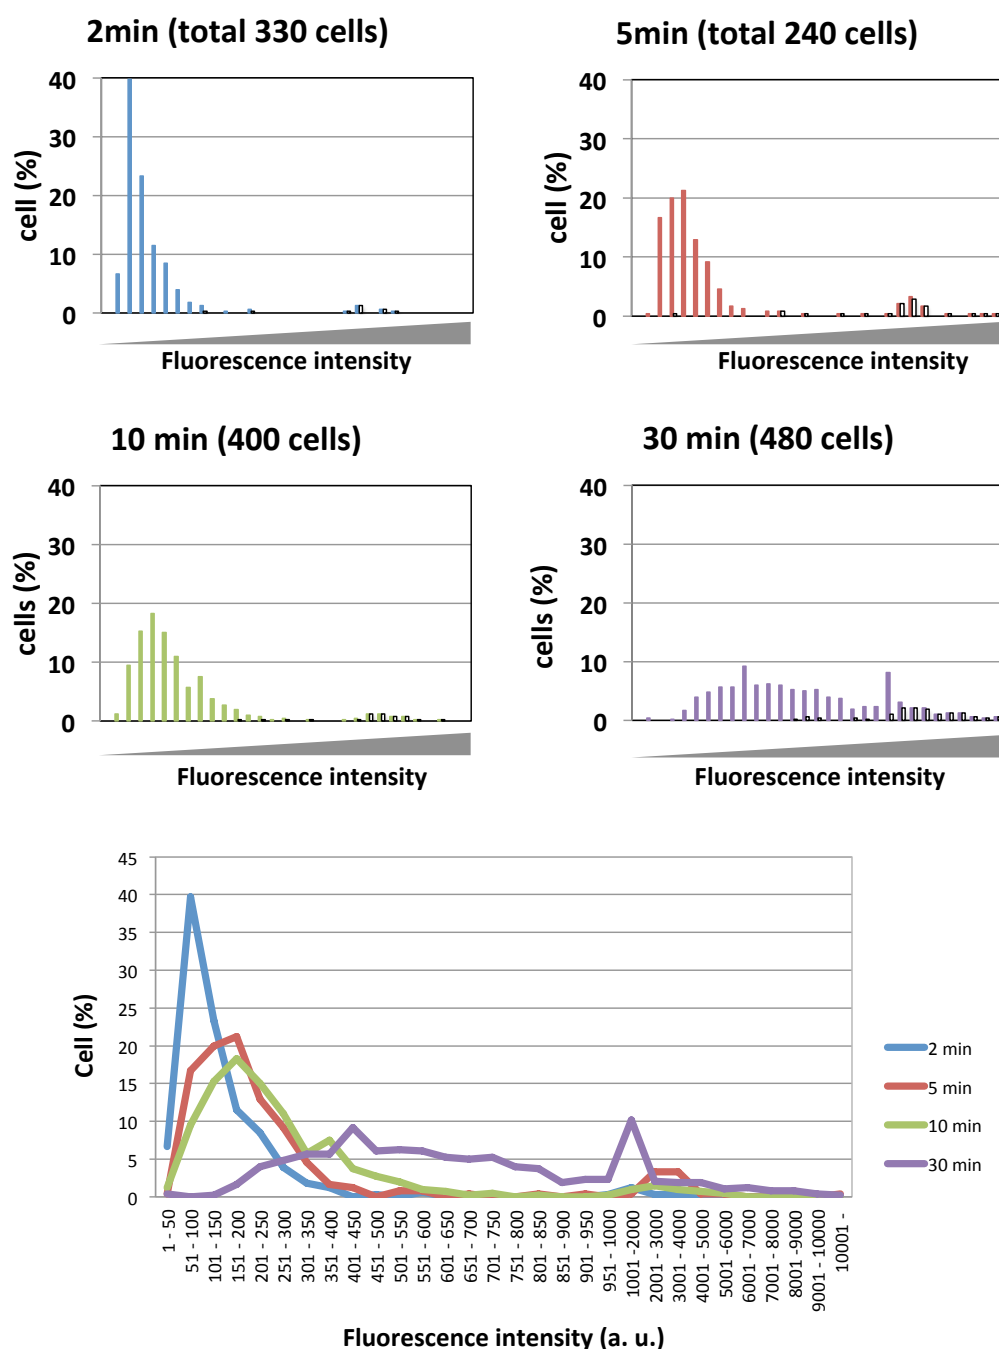 2min (total 330 cells)
5min (total 240 cells)
cell (%)
40
30
20
10
0
Fluorescence intensity
cell (%)
40
30
20
10
0
Fluorescence intensity
10 min (400 cells)
30 min (480 cells)
cells (%)
40
30
20
10
0
Fluorescence intensity
cells (%)
40
30
20
10
0
Fluorescence intensity
Cell (%)
45
40
35
30
25
20
15
10
5
0
1 - 50
51 - 100
101 - 150
151 - 200
201 - 250
251 - 300
301 - 350
351 - 400
401 - 450
451 - 500
501 - 550
551 - 600
601 - 650
651 - 700
701 - 750
751 - 800
801 - 850
851 - 900
901 - 950
951 - 1000
1001 -2000
2001 - 3000
3001 - 4000
4001 - 5000
5001 - 6000
6001 - 7000
7001 - 8000
8001 -9000
9001 - 10000
10001 -
Fluorescence intensity (a. u.)
2 min
5 min
10 min
30 min